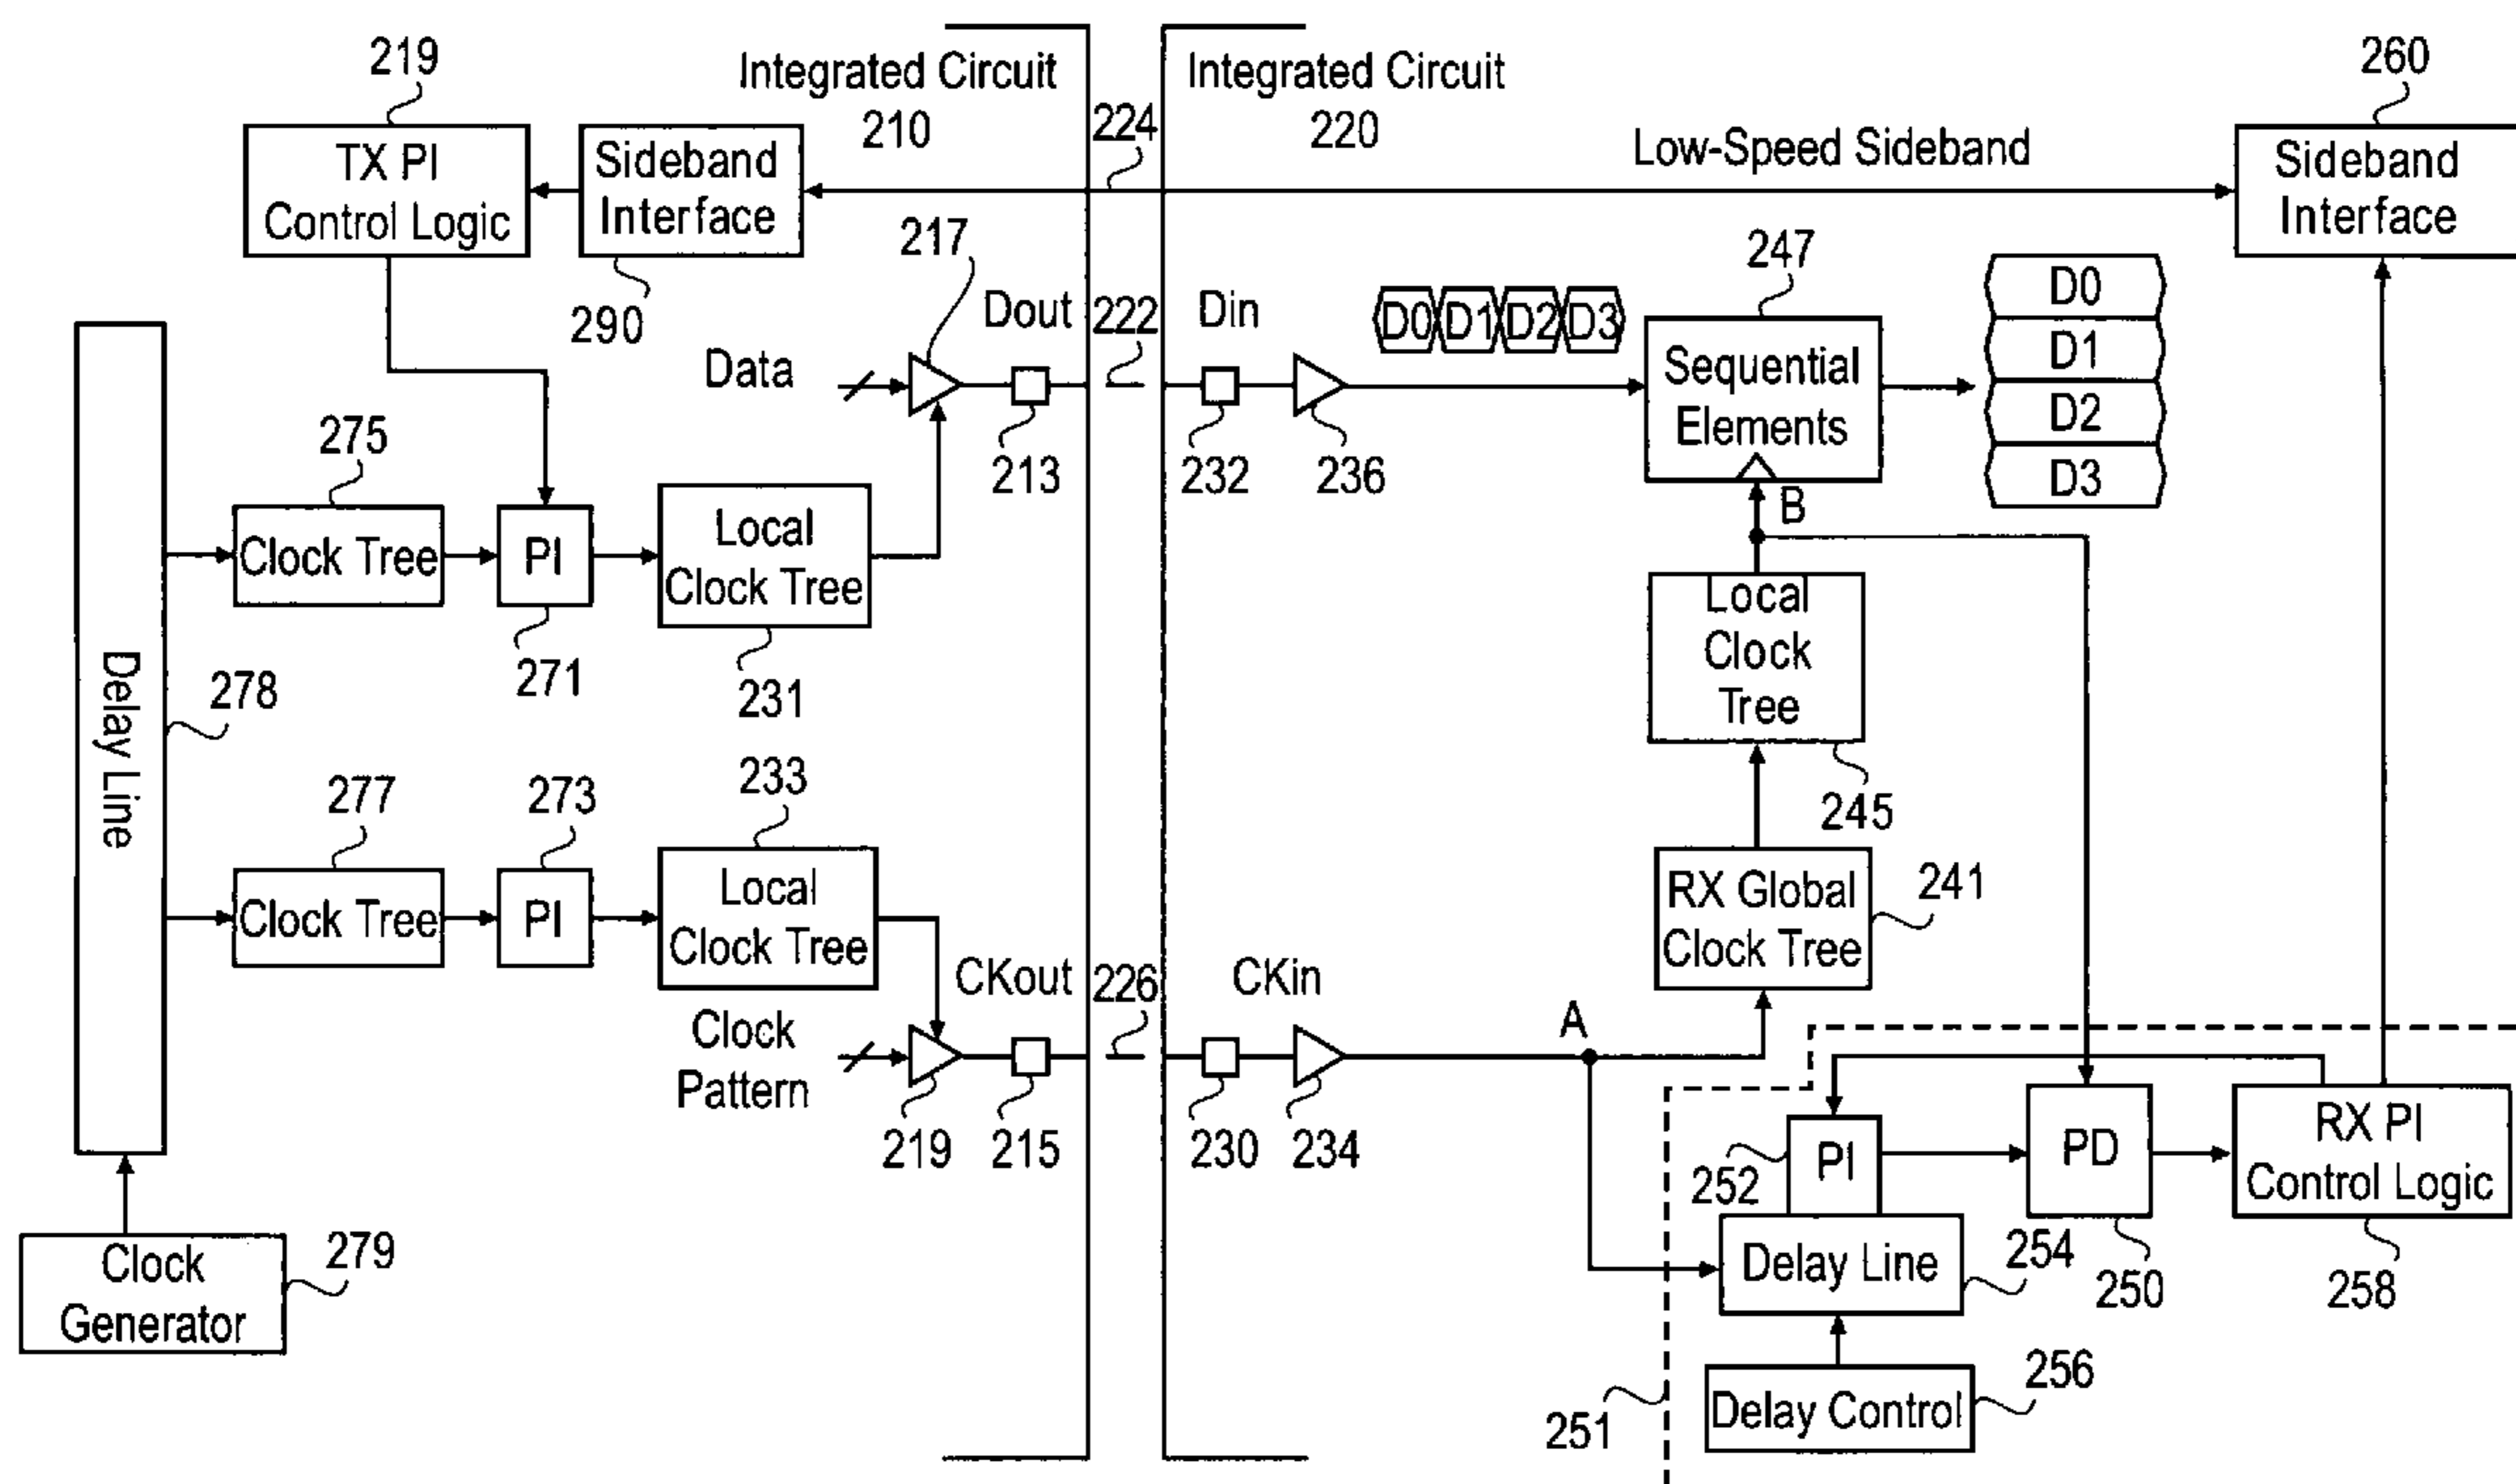 219
Integrated Circuit
210
Integrated Circuit
220
260
224
TX PI
Control Logic
Sideband
Interface
Low-Speed Sideband
Sideband
Interface
217
247
290
Dout
222
Din
D0
D1
D2
D3
D0
D1
D2
D3
Data
Sequential
Elements
275
213
232
236
B
Clock Tree
PI
Local
Clock Tree
Local
Clock
Tree
Delay Line
278
271
231
277
273
233
245
Clock Tree
PI
Local
Clock Tree
RX Global
Clock Tree
241
CKout
226
CKin
A
Clock
Pattern
219
215
230
234
252
PI
PD
RX PI
Control Logic
Clock
Generator
279
Delay Line
254
250
258
Delay Control
256
251